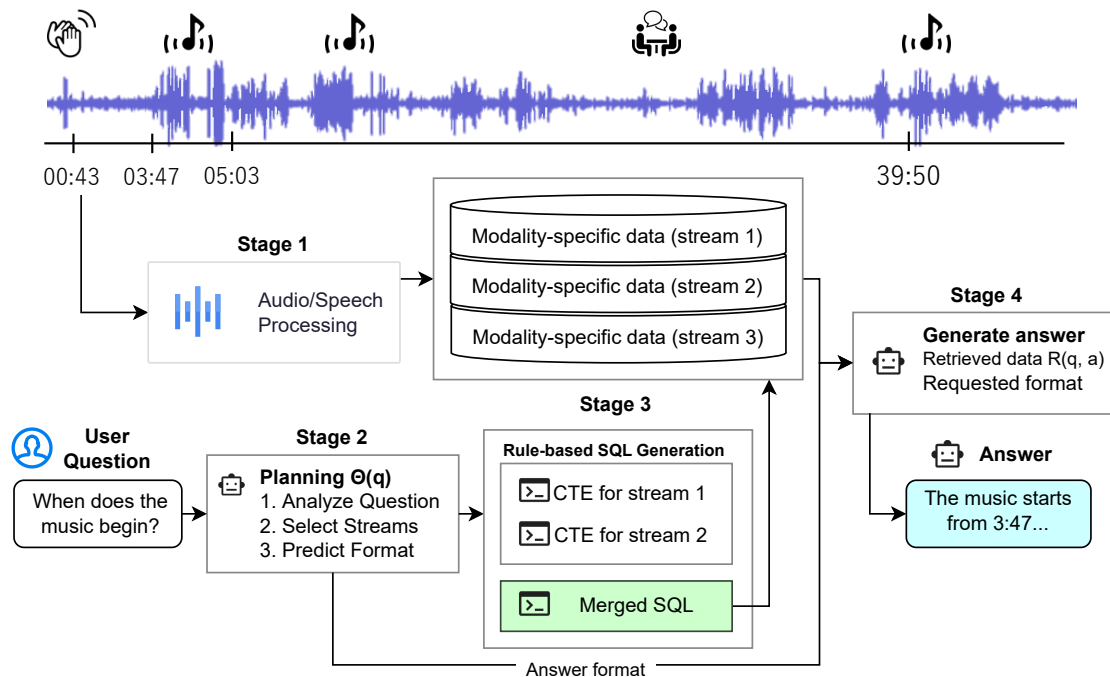 00:43
03:47
05:03
39:50
Stage 1
Audio/Speech
Processing
Modality-specific data (stream 1)
Modality-specific data (stream 2)
Modality-specific data (stream 3)
Stage 4
Generate answer
Retrieved data R(q, a)
Requested format
User
Question
When does the
music begin?
Stage 2
Planning Θ(q)
1. Analyze Question
2. Select Streams
3. Predict Format
Stage 3
Rule-based SQL Generation
CTE for stream 1
CTE for stream 2
Merged SQL
Answer
The music starts
from 3:47...
Answer format